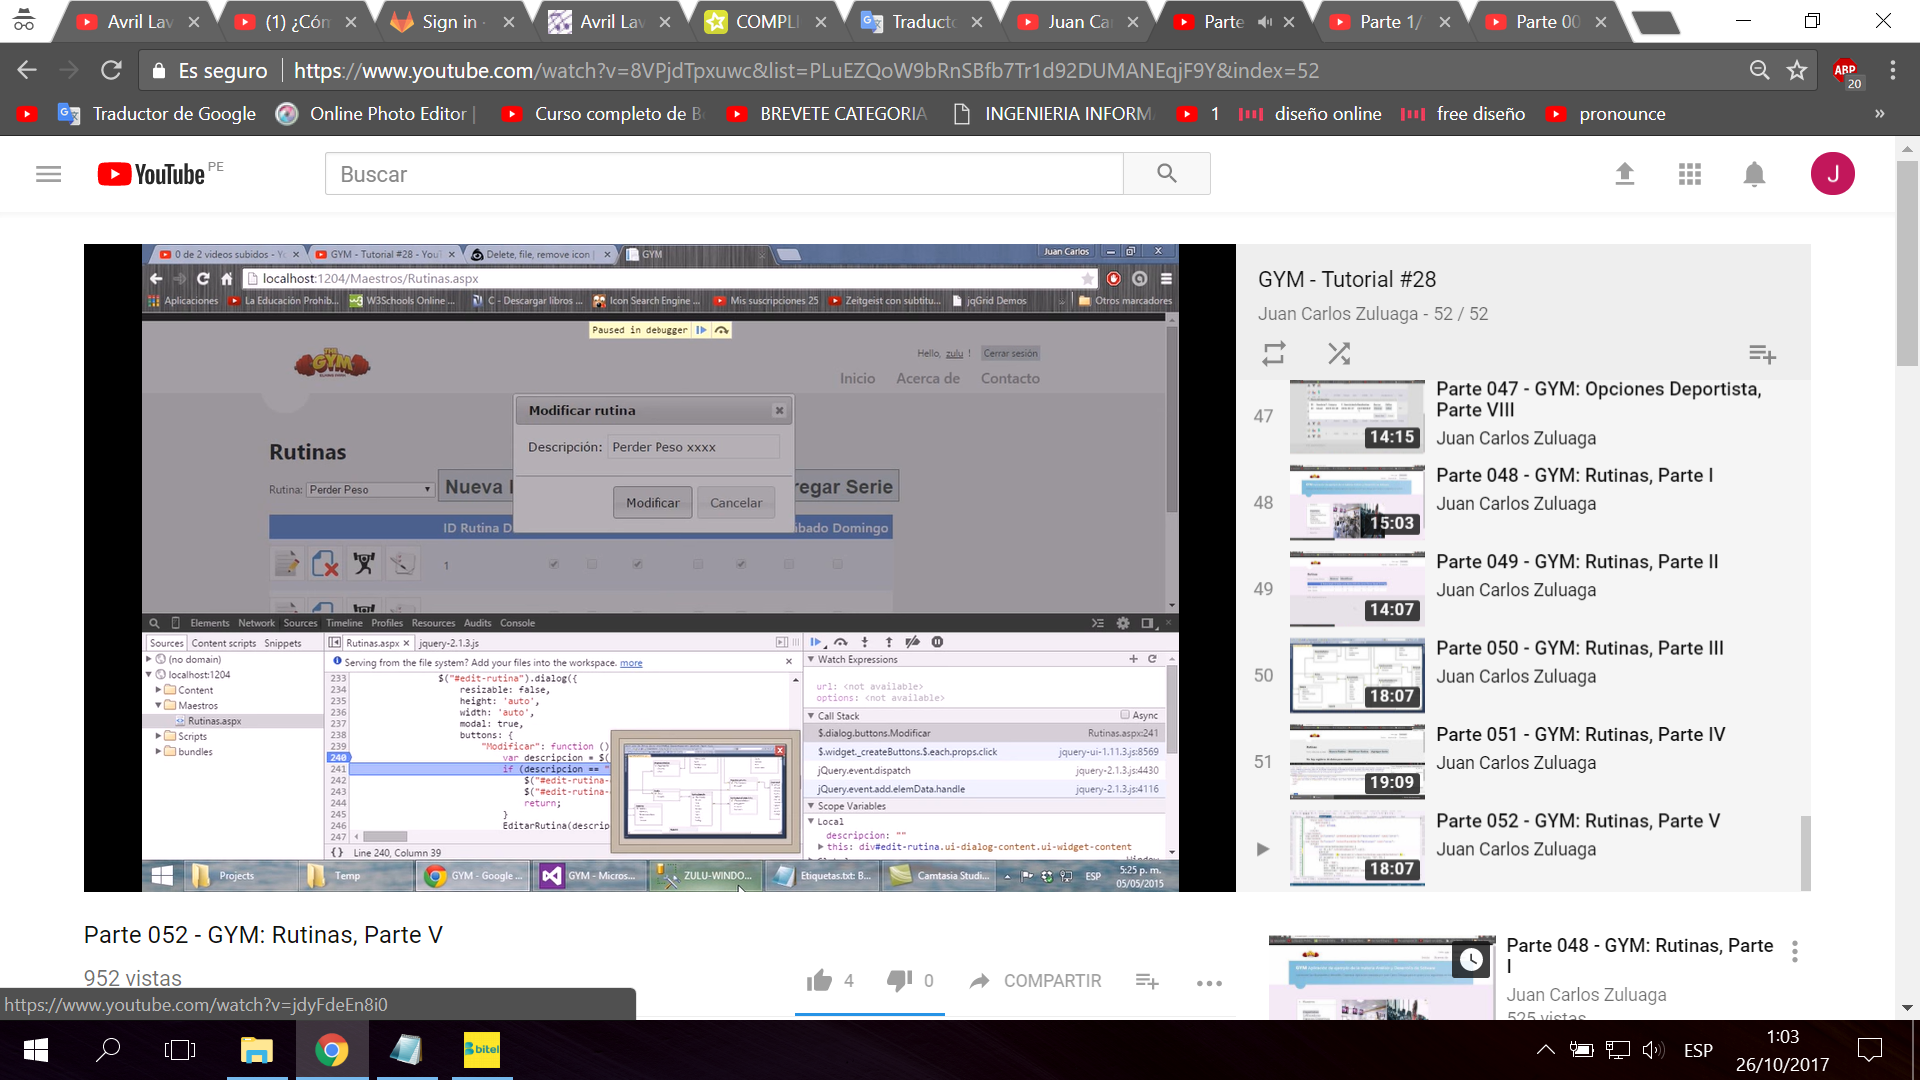 Avril Lav
(1) ¿Cóm
Sign in
Avril Lav
COMPLI
Traducto
Juan Car
Parte
Parte 1/
Parte 00
Es seguro
https://www.youtube.com/watch?v=8VPjdTpxuwc&list=PLuEZQoW9bRnSBfb7Tr1d92DUMANEqjF9Y&index=52
ABP
20
Traductor de Google
Online Photo Editor |
Curso completo de
BREVETE CATEGORIA
INGENIERIA INFORM
1
diseño online
free diseño
pronounce
»
YouTube PE
Buscar
J
0 de 2 videos subidos - Yo
GYM - Tutorial #28 - YouT
Delete, file, remove icon |
GYM
Juan Carlos
localhost:1204/Maestros/Rutinas.aspx
Aplicaciones
La Educación Prohib...
W3Schools Online ...
C - Descargar libros ...
Icon Search Engine ...
Mis suscripciones 25
Zeitgeist con subtitu...
jqGrid Demos
»
Otros marcadores
Paused in debugger
THE
GYM
Hello, zulu !
Cerrar sesión
Inicio
Acerca de
Contacto
Modificar rutina
Descripción: Perder Peso xxxx
Modificar
Cancelar
Rutinas
Rutina: Perder Peso
Nueva
regar Serie
ID Rutina D
bado Domingo
1
Elements Network Sources Timeline Profiles Resources Audits Console
Sources Content scripts Snippets
(no domain)
localhost:1204
Content
Maestros
Rutinas.aspx
Scripts
bundles
Rutinas.aspx × jquery-2.1.3.js
Serving from the file system? Add your files into the workspace. more
233 $("#edit-rutina").dialog({
234 resizable: false,
235 height: 'auto',
236 width: 'auto',
237 modal: true,
238 buttons: {
239 "Modificar": function ()
240 var descripcion = $(
241 if (descripcion == "
242 $("#edit-rutina-
243 $("#edit-rutina-
244 return;
245 }
246 EditarRutina(descrip
247
{} Line 240, Column 39
Watch Expressions
url: <not available>
options: <not available>
Call Stack
Async
$.dialog.buttons.Modificar Rutinas.aspx:241
$.widget._createButtons.$.each.props.click jquery-ui-1.11.3.js:8569
jQuery.event.dispatch jquery-2.1.3.js:4430
jQuery.event.add.elemData.handle jquery-2.1.3.js:4116
Scope Variables
Local
descripcion: ""
this: div#edit-rutina.ui-dialog-content.ui-widget-content
Window
Projects
Temp
GYM - Google ...
GYM - Micros...
ZULU-WINDO...
Etiquetas.txt: B...
Camtasia Studi...
ESP
5:25 p. m.
05/05/2015
GYM - Tutorial #28
Juan Carlos Zuluaga - 52 / 52
47
14:15
Parte 047 - GYM: Opciones Deportista,
Parte VIII
Juan Carlos Zuluaga
48
15:03
Parte 048 - GYM: Rutinas, Parte I
Juan Carlos Zuluaga
49
14:07
Parte 049 - GYM: Rutinas, Parte II
Juan Carlos Zuluaga
50
18:07
Parte 050 - GYM: Rutinas, Parte III
Juan Carlos Zuluaga
51
19:09
Parte 051 - GYM: Rutinas, Parte IV
Juan Carlos Zuluaga
18:07
Parte 052 - GYM: Rutinas, Parte V
Juan Carlos Zuluaga
Parte 052 - GYM: Rutinas, Parte V
952 vistas
4
0
COMPARTIR
Parte 048 - GYM: Rutinas, Parte
I
Juan Carlos Zuluaga
525 vistas
https://www.youtube.com/watch?v=jdyFdeEn8i0
bitel
ESP
1:03
26/10/2017